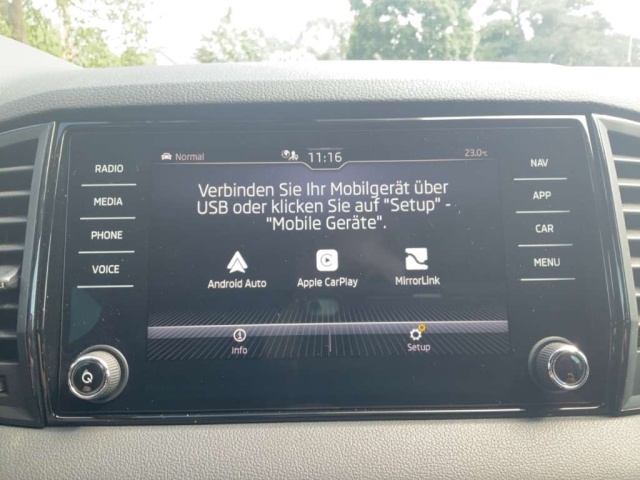 Normal 11:16 23.0°C
RADIO
MEDIA
PHONE
VOICE
Verbinden Sie Ihr Mobilgerät über
USB oder klicken Sie auf "Setup" -
"Mobile Geräte".
Android Auto Apple CarPlay MirrorLink
Info Setup
NAV
APP
CAR
MENU